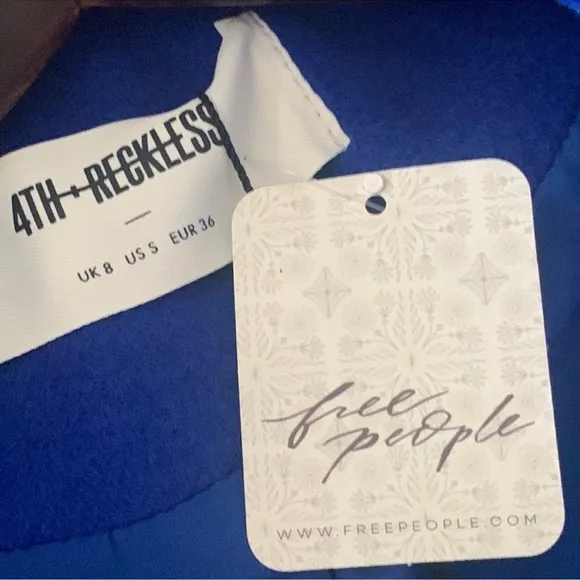 4TH + RECKLESS
UK 8 US S EUR 36
free
people
WWW.FREEPEOPLE.COM